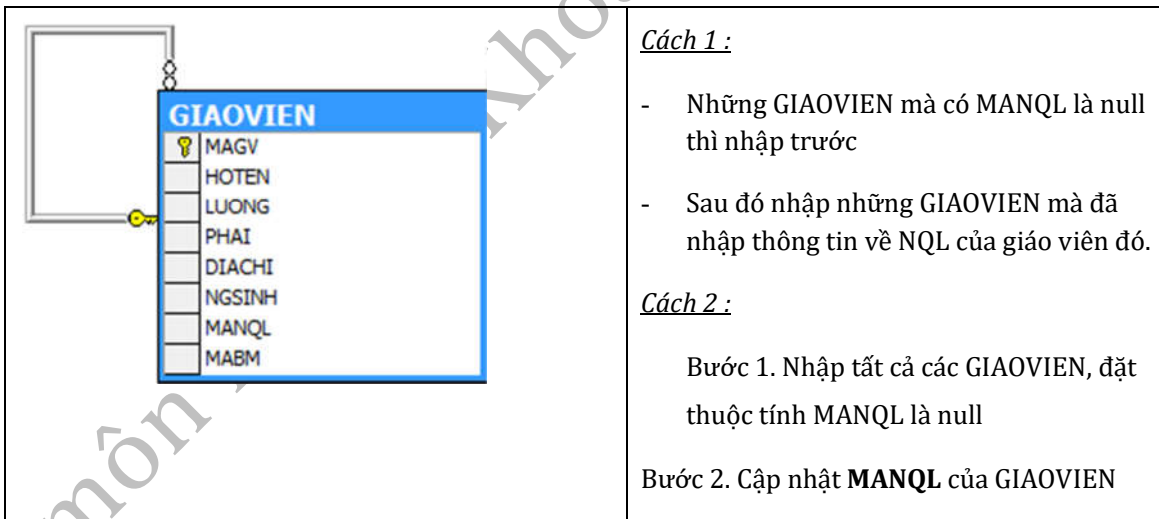 GIAOVIEN
MAGV
HOTEN
LUONG
PHAI
DIACHI
NGSINH
MANQL
MABM
Cách 1 :
- Những GIAOVIEN mà có MANQL là null
thì nhập trước
- Sau đó nhập những GIAOVIEN mà đã
nhập thông tin về NQL của giáo viên đó.
Cách 2 :
Bước 1. Nhập tất cả các GIAOVIEN, đặt
thuộc tính MANQL là null
Bước 2. Cập nhật MANQL của GIAOVIEN
môn